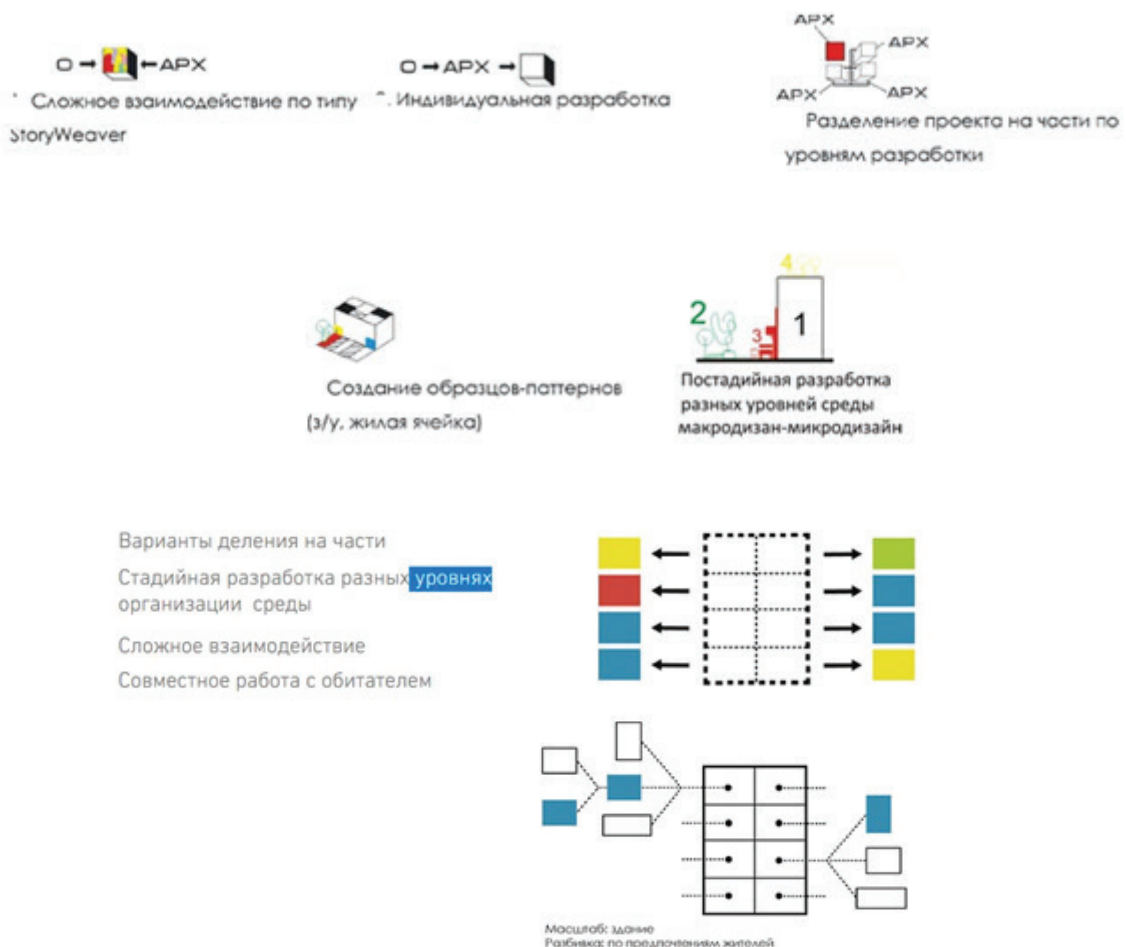 О → ← АРХ
Сложное взаимодействие по типу
StoryWeaver
О → АРХ →
. Индивидуальная разработка
АРХ
АРХ
АРХ
АРХ
Разделение проекта на части по
уровням разработки
Создание образцов-паттернов
(з/у, жилая ячейка)
4
2
3
1
Постадийная разработка
разных уровней среды
макродизан-микродизайн
Варианты деления на части
Стадийная разработка разных уровнях
организации среды
Сложное взаимодействие
Совместное работа с обитателем
Масштаб: здание
Разбивка: по предпочтениям жителей